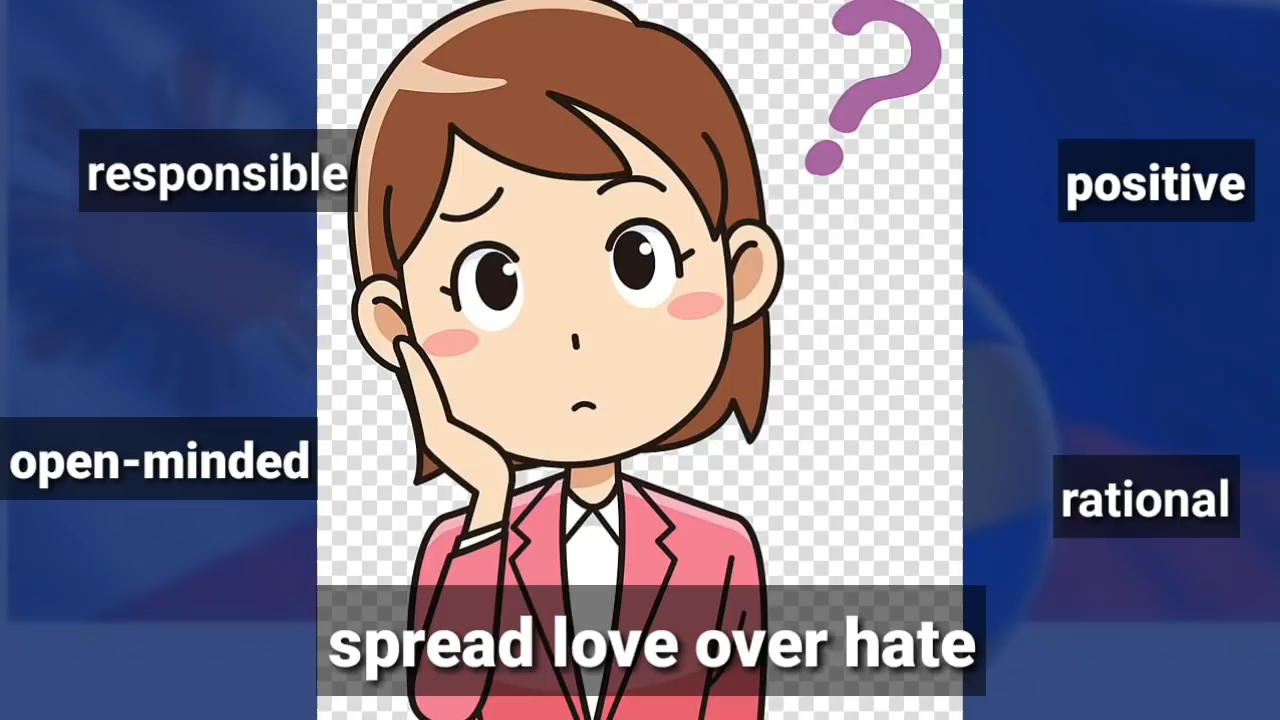 responsible
positive
open-minded
rational
spread love over hate